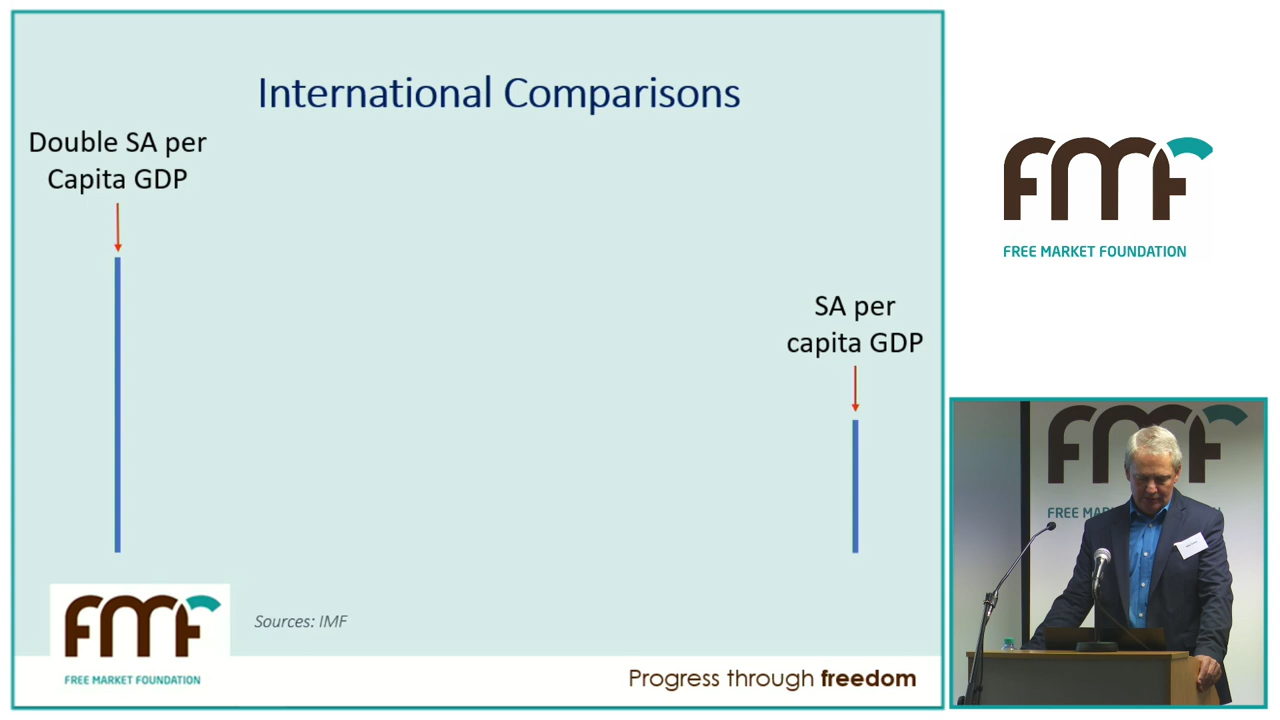 International Comparisons
Double SA per
Capita GDP
SA per
capita GDP
FMF
FREE MARKET FOUNDATION
Sources: IMF
Progress through freedom
FMF
FREE MARKET FOUNDATION
FMF
FREE MAR